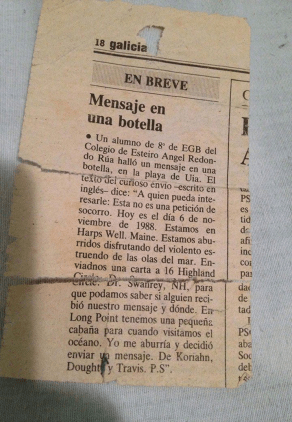 18 galicia
EN BREVE
Mensaje en
una botella
• Un alumno de 8º de EGB del
Colegio de Esteiro Angel Redon-
do Rúa halló un mensaje en una
botella, en la playa de Uia. El
texto del curioso envío –escrito en
inglés– dice: “A quien pueda inte-
resarle: Esta no es una petición de
socorro. Hoy es el día 6 de no-
viembre de 1988. Estamos en
Harps Well. Maine. Estamos abu-
rridos disfrutando del violento es-
truendo de las olas del mar. En-
viadnos una carta a 16 Highland
Circle. Dr. Swanrey, NH, para
que podamos saber si alguien reci-
bió nuestro mensaje y dónde. En
Long Point tenemos una pequeña
cabaña para cuando visitamos el
océano. Yo me aburría y decidió
enviar un mensaje. De Koriahn,
Dought y Travis. P.S”.